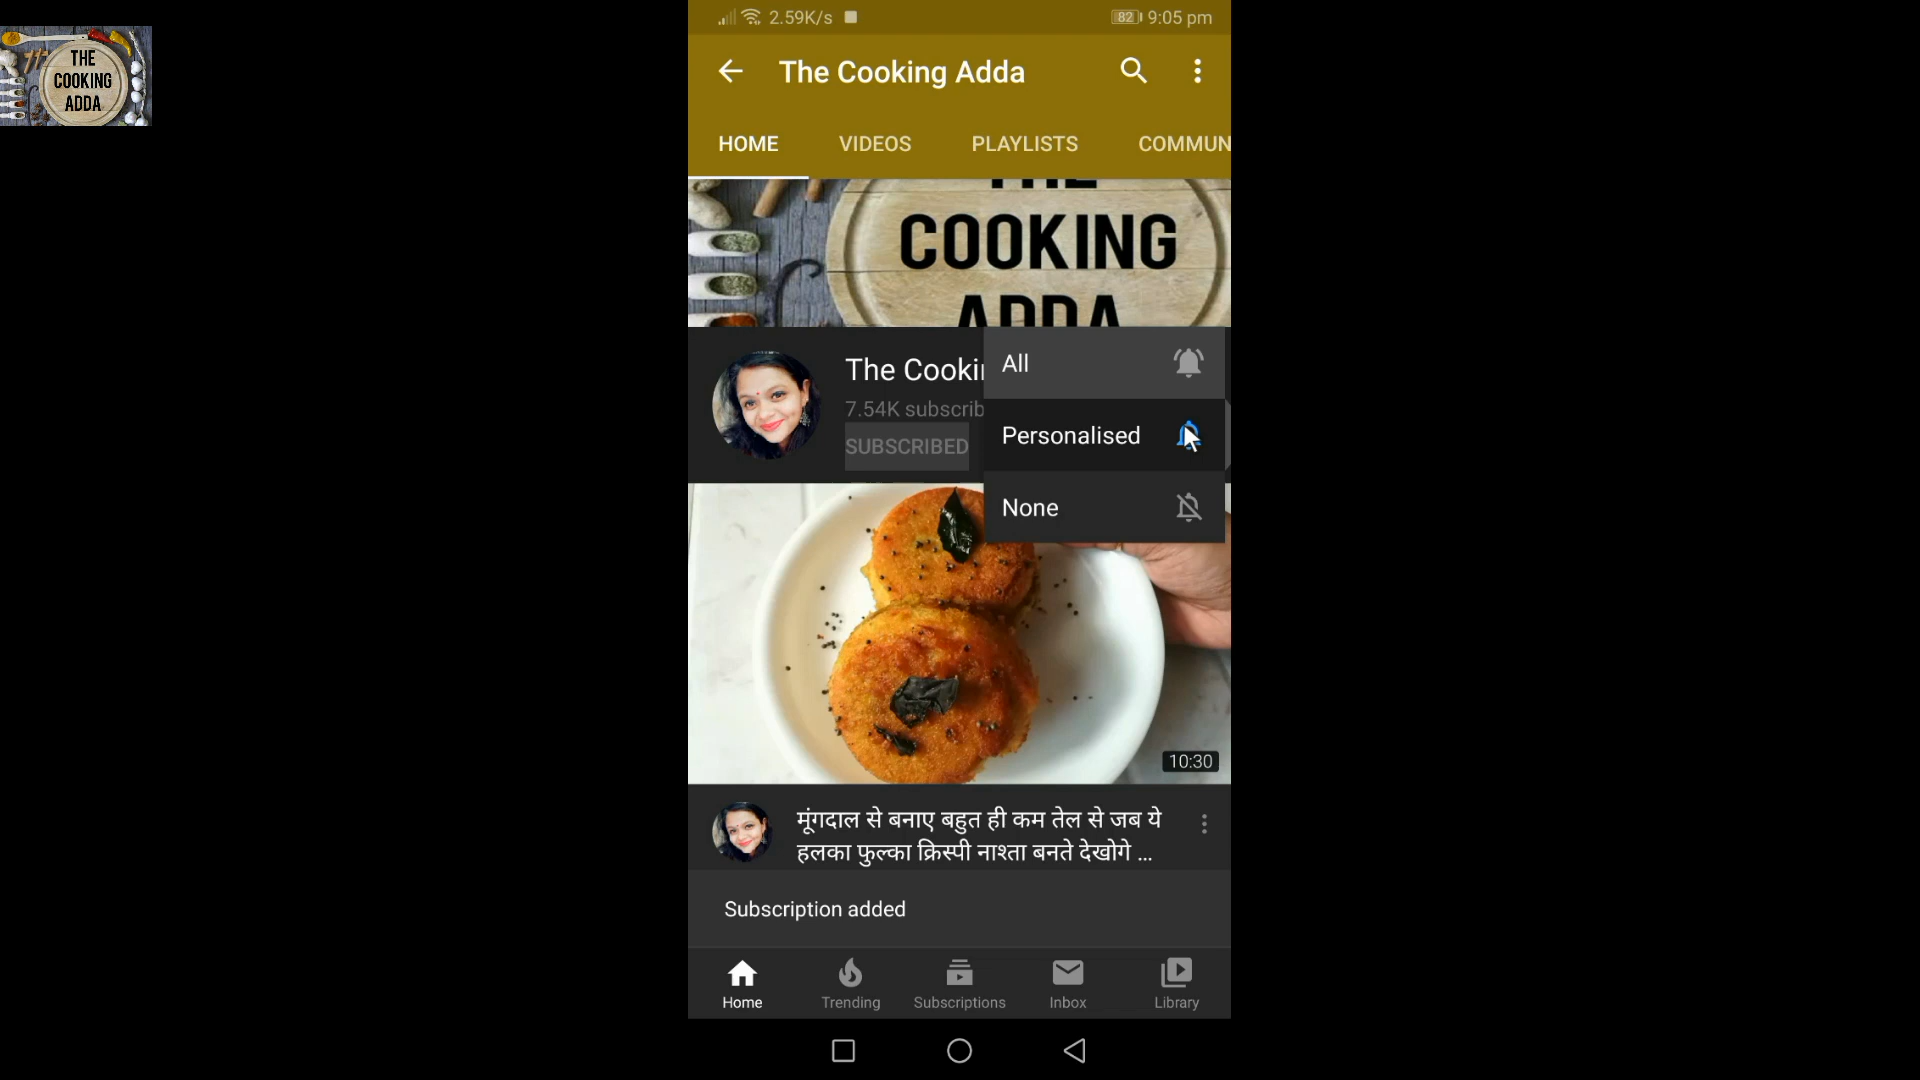 THE
COOKING
ADDA
2.59K/s
82 9:05 pm
The Cooking Adda
HOME VIDEOS PLAYLISTS COMMUN
COOKING
ADDA
The Cookin
7.54K subscrib
SUBSCRIBED
All
Personalised
None
10:30
मूंगदाल से बनाए बहुत ही कम तेल से जब ये
हलका फुल्का क्रिस्पी नाश्ता बनते देखोगे ...
Subscription added
Home Trending Subscriptions Inbox Library